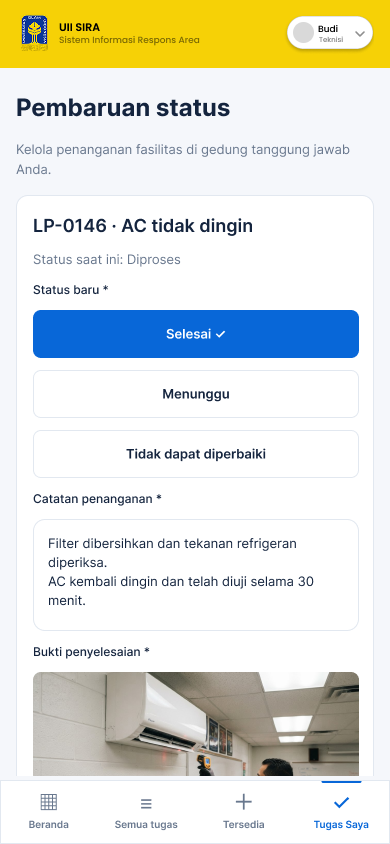 UII SIRA
Sistem Informasi Respons Area
Budi
Teknisi
Pembaruan status
Kelola penanganan fasilitas di gedung tanggung jawab
Anda.
LP-0146 · AC tidak dingin
Status saat ini: Diproses
Status baru *
Selesai ✓
Menunggu
Tidak dapat diperbaiki
Catatan penanganan *
Filter dibersihkan dan tekanan refrigeran
diperiksa.
AC kembali dingin dan telah diuji selama 30
menit.
Bukti penyelesaian *
Beranda
Semua tugas
Tersedia
Tugas Saya